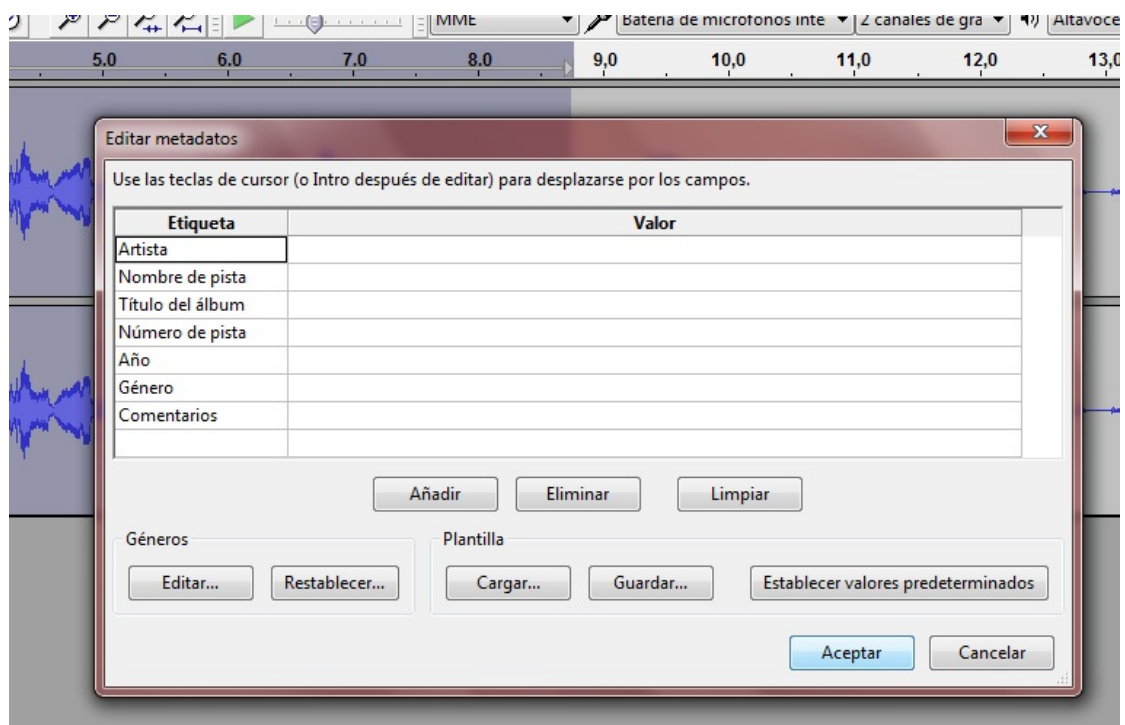 MME Batería de micrófonos inte 2 canales de gra Altavoce
5.0 6.0 7.0 8.0 9,0 10,0 11,0 12,0 13,0
Editar metadatos
Use las teclas de cursor (o Intro después de editar) para desplazarse por los campos.
Etiqueta Valor
Artista
Nombre de pista
Título del álbum
Número de pista
Año
Género
Comentarios
Añadir Eliminar Limpiar
Géneros Plantilla
Editar... Restablecer... Cargar... Guardar... Establecer valores predeterminados
Aceptar Cancelar